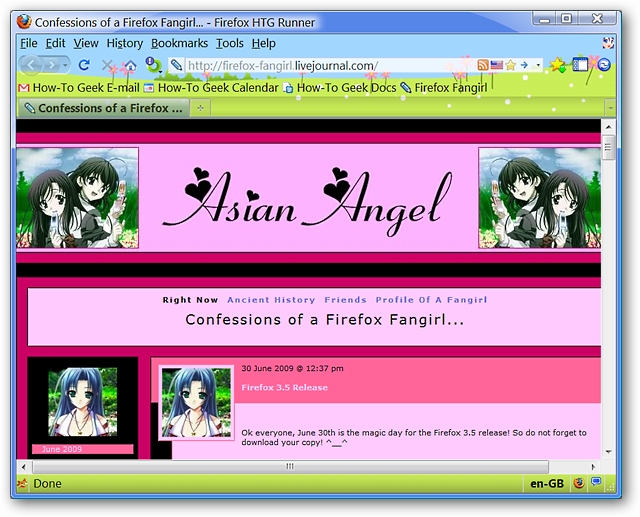 Confessions of a Firefox Fangirl... - Firefox HTG Runner
File Edit View History Bookmarks Tools Help
http://firefox-fangirl.livejournal.com/
How-To Geek E-mail How-To Geek Calendar How-To Geek Docs Firefox Fangirl
Confessions of a Firefox ...
Asian Angel
Right Now Ancient History Friends Profile Of A Fangirl
Confessions of a Firefox Fangirl...
30 June 2009 @ 12:37 pm
Firefox 3.5 Release
Ok everyone, June 30th is the magic day for the Firefox 3.5 release! So do not forget to
download your copy! ^__^
June 2009
Done en-GB